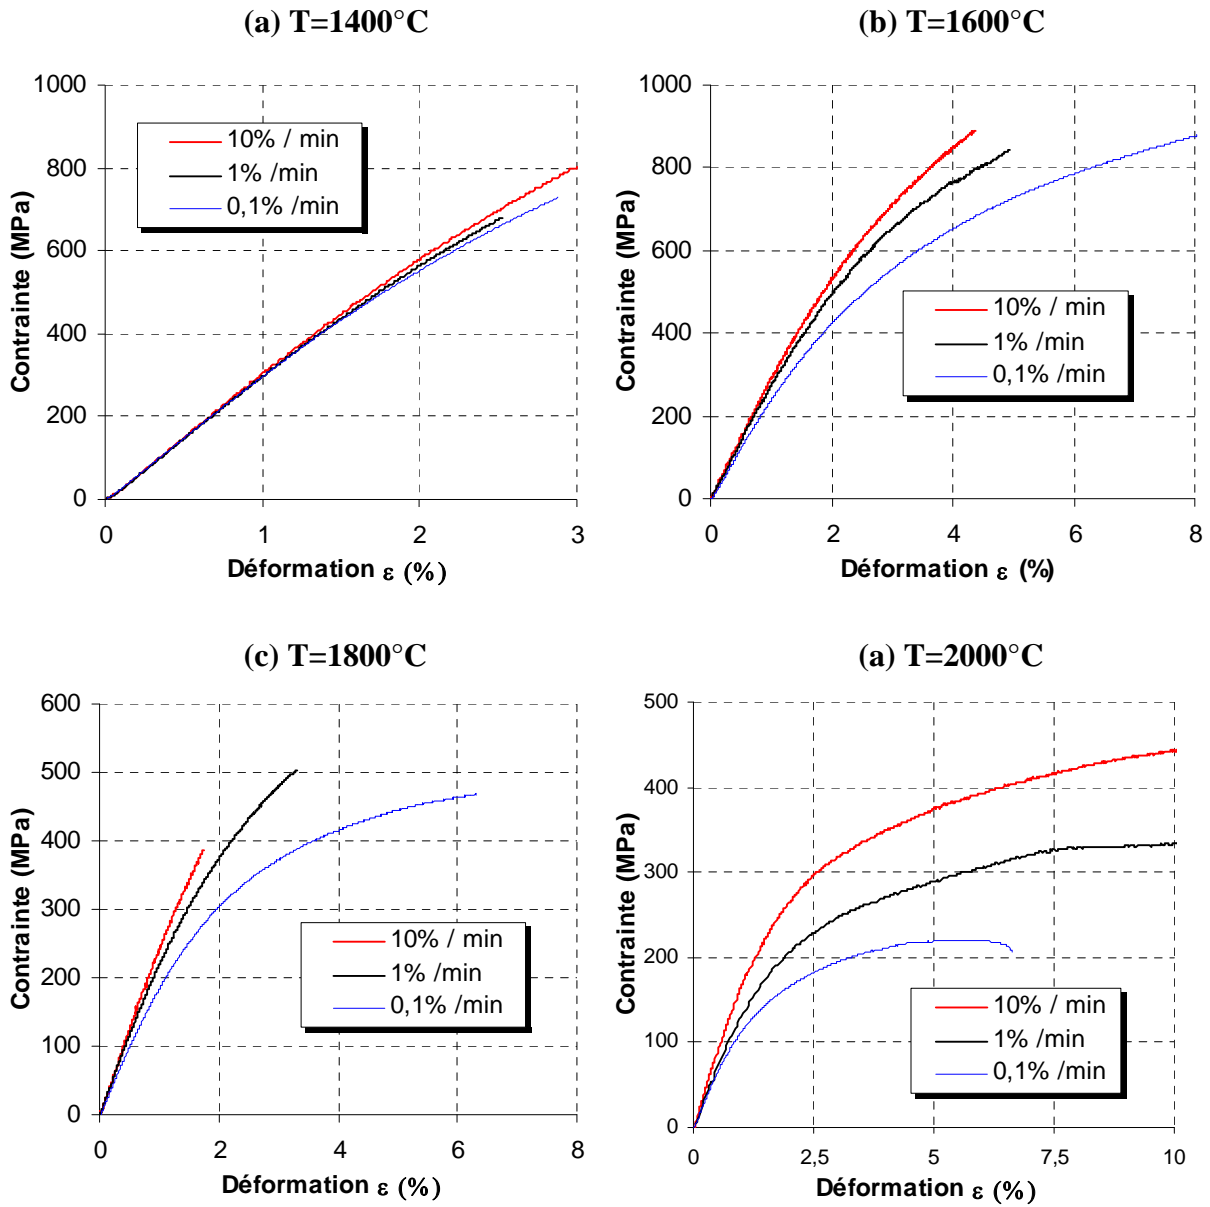 (a) T=1400°C
1000
800
600
400
200
0
0 1 2 3
Contrainte (MPa)
Déformation ε (%)
10% / min
1% /min
0,1% /min
(b) T=1600°C
1000
800
600
400
200
0
0 2 4 6 8
Contrainte (MPa)
Déformation ε (%)
10% / min
1% /min
0,1% /min
(c) T=1800°C
600
500
400
300
200
100
0
0 2 4 6 8
Contrainte (MPa)
Déformation ε (%)
10% / min
1% /min
0,1% /min
(a) T=2000°C
500
400
300
200
100
0
0 2,5 5 7,5 10
Contrainte (MPa)
Déformation ε (%)
10% / min
1% /min
0,1% /min